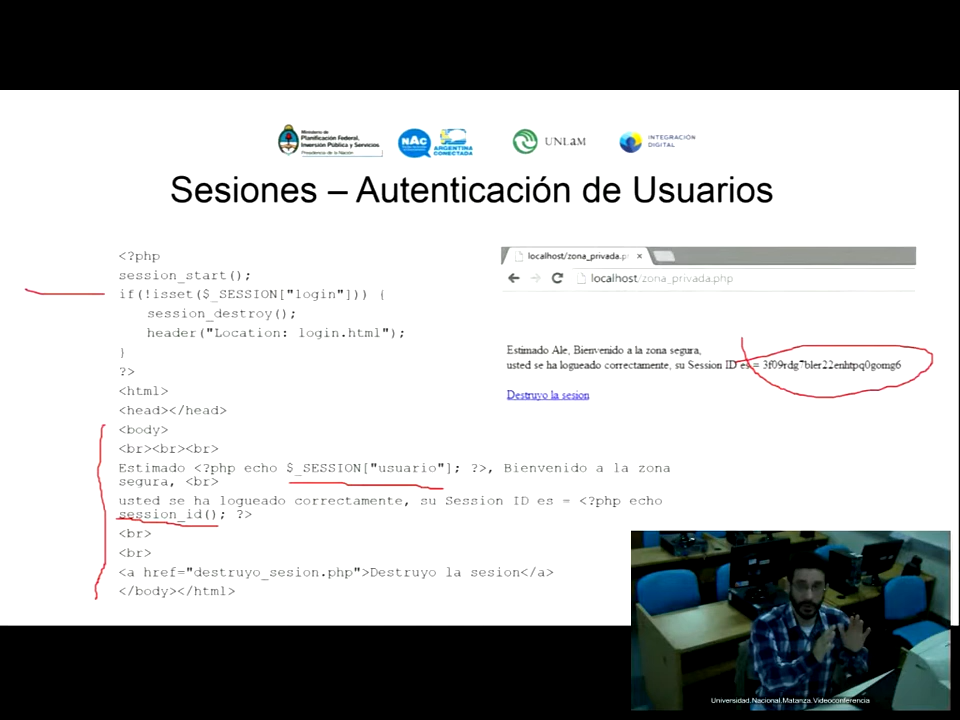 Ministerio de
Planificación Federal,
Inversión Pública y Servicios
Presidencia de la Nación
NAC
ARGENTINA
CONECTADA
UNLaM
INTEGRACIÓN
DIGITAL
Sesiones – Autenticación de Usuarios
<?php
session_start();
if(!isset($_SESSION["login"])) {
session_destroy();
header("Location: login.html");
}
?>
<html>
<head></head>
<body>
<br><br><br>
Estimado <?php echo $_SESSION["usuario"]; ?>, Bienvenido a la zona
segura, <br>
usted se ha logueado correctamente, su Session ID es = <?php echo
session_id(); ?>
<br>
<br>
<a href="destruyo_sesion.php">Destruyo la sesion</a>
</body></html>
localhost/zona_privada.p ×
localhost/zona_privada.php
Estimado Ale, Bienvenido a la zona segura,
usted se ha logueado correctamente, su Session ID es = 3f09rdg7bler22enhtpq0gomg6
Destruyo la sesion
Universidad.Nacional.Matanza.Videoconferencia